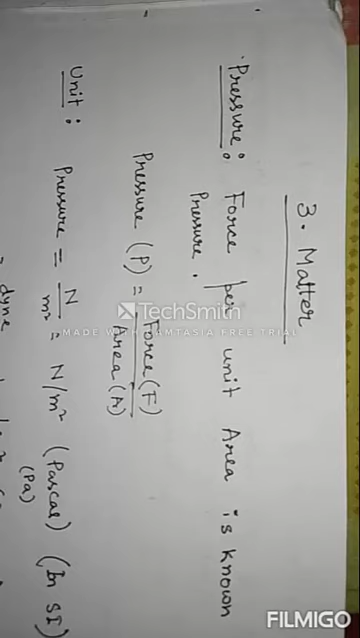 3. Matter
Pressure: Force per unit Area is known
Pressure.
Pressure (P) = Force (F) / Area (A)
Unit: Pressure = N / m² = N/m² (Pascal) (In SI)
(Pa)
= dyne
TechSmith
MADE WITH CAMTASIA FREE TRIAL
FILMIGO